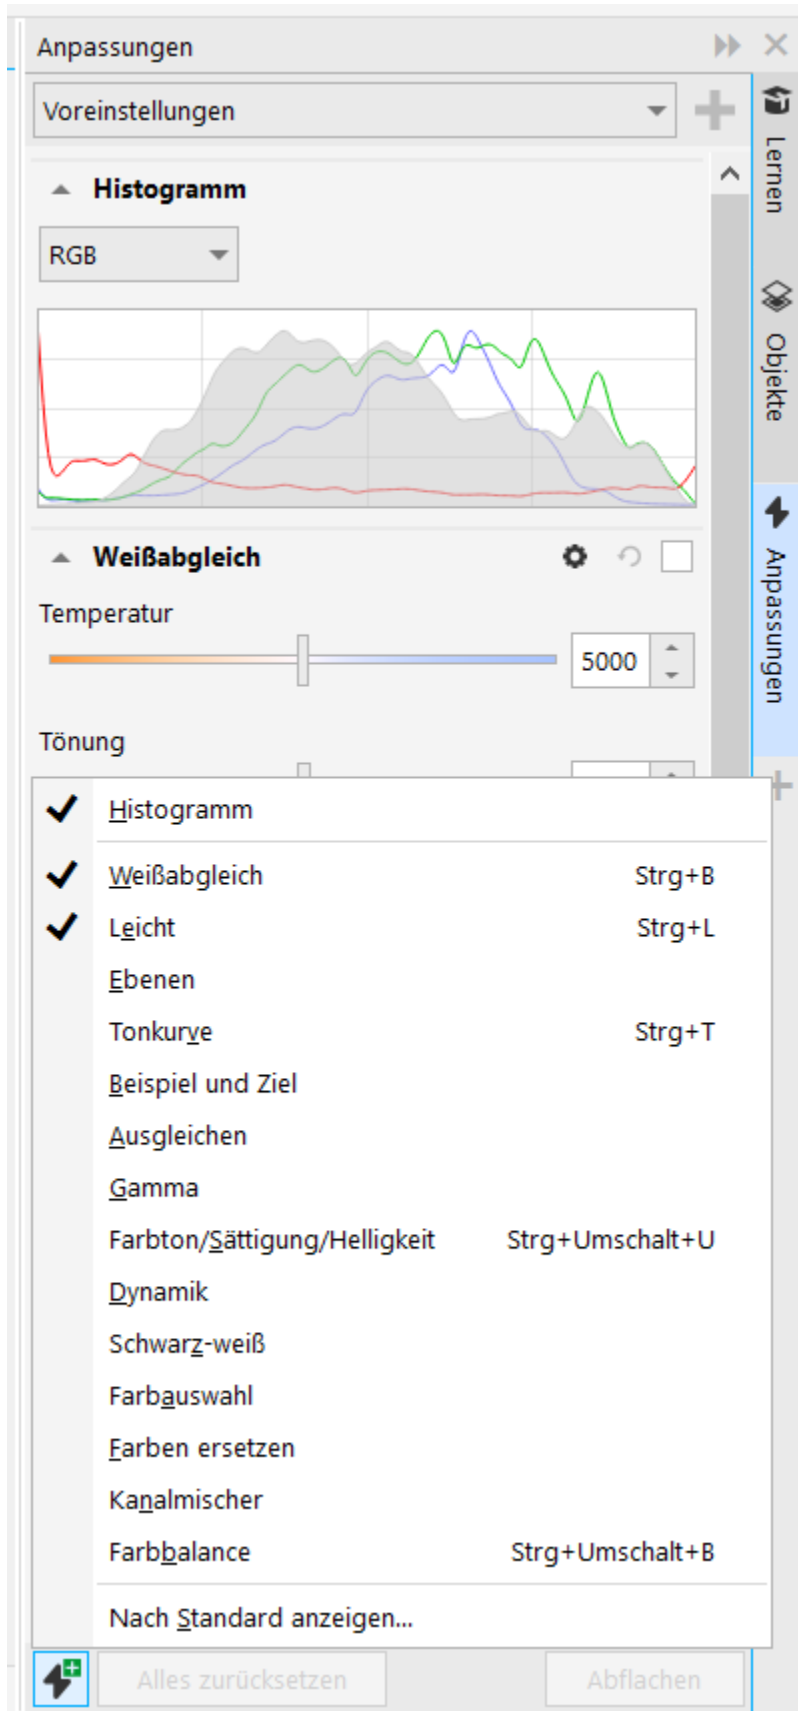 Anpassungen
Voreinstellungen
Histogramm
RGB
Weißabgleich
Temperatur
5000
Tönung
Histogramm
Weißabgleich Strg+B
Leicht Strg+L
Ebenen
Tonkurve Strg+T
Beispiel und Ziel
Ausgleichen
Gamma
Farbton/Sättigung/Helligkeit Strg+Umschalt+U
Dynamik
Schwarz-weiß
Farbauswahl
Farben ersetzen
Kanalmischer
Farbbalance Strg+Umschalt+B
Nach Standard anzeigen...
Alles zurücksetzen Abflachen
Lernen
Objekte
Anpassungen